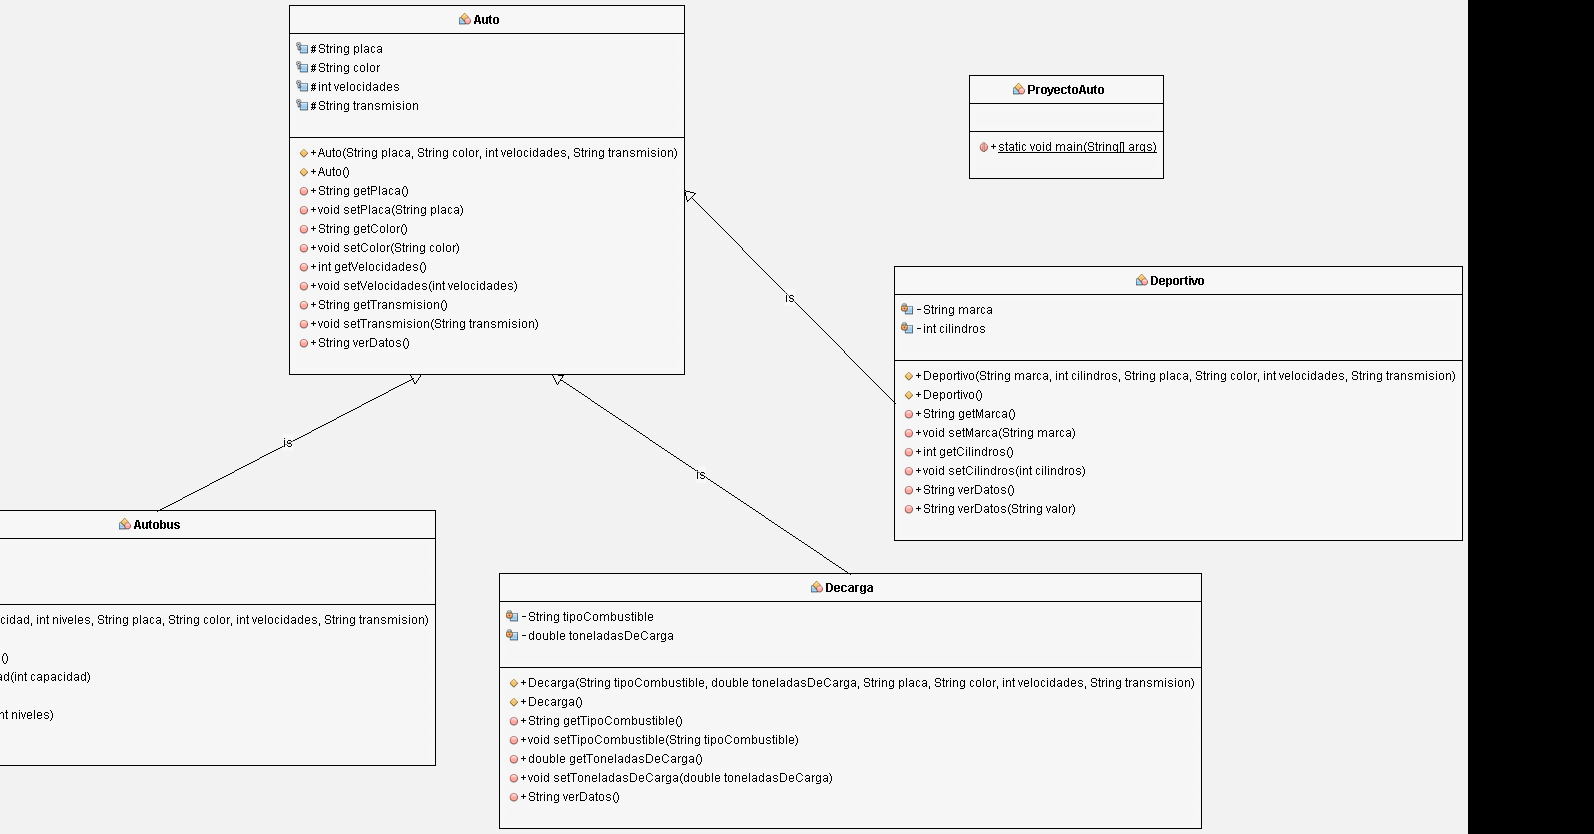 Auto
#String placa
#String color
#int velocidades
#String transmision
+Auto(String placa, String color, int velocidades, String transmision)
+Auto()
+String getPlaca()
+void setPlaca(String placa)
+String getColor()
+void setColor(String color)
+int getVelocidades()
+void setVelocidades(int velocidades)
+String getTransmision()
+void setTransmision(String transmision)
+String verDatos()
ProyectoAuto
+static void main(String[] args)
is
Deportivo
-String marca
-int cilindros
+Deportivo(String marca, int cilindros, String placa, String color, int velocidades, String transmision)
+Deportivo()
+String getMarca()
+void setMarca(String marca)
+int getCilindros()
+void setCilindros(int cilindros)
+String verDatos()
+String verDatos(String valor)
is
is
Autobus
cidad, int niveles, String placa, String color, int velocidades, String transmision)
()
ad(int capacidad)
nt niveles)
Decarga
-String tipoCombustible
-double toneladasDeCarga
+Decarga(String tipoCombustible, double toneladasDeCarga, String placa, String color, int velocidades, String transmision)
+Decarga()
+String getTipoCombustible()
+void setTipoCombustible(String tipoCombustible)
+double getToneladasDeCarga()
+void setToneladasDeCarga(double toneladasDeCarga)
+String verDatos()